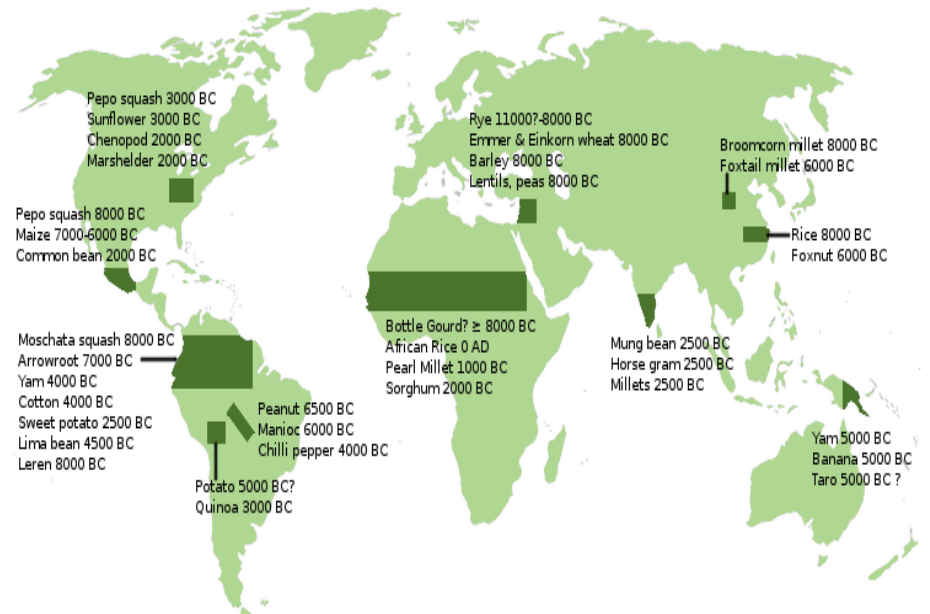 Pepo squash 3000 BC
Sunflower 3000 BC
Chenopod 2000 BC
Marshelder 2000 BC
Pepo squash 8000 BC
Maize 7000-6000 BC
Common bean 2000 BC
Moschata squash 8000 BC
Arrowroot 7000 BC
Yam 4000 BC
Cotton 4000 BC
Sweet potato 2500 BC
Lima bean 4500 BC
Leren 8000 BC
Peanut 6500 BC
Manioc 6000 BC
Chilli pepper 4000 BC
Potato 5000 BC?
Quinoa 3000 BC
Rye 11000?-8000 BC
Emmer & Einkorn wheat 8000 BC
Barley 8000 BC
Lentils, peas 8000 BC
Bottle Gourd? ≥ 8000 BC
African Rice 0 AD
Pearl Millet 1000 BC
Sorghum 2000 BC
Broomcorn millet 8000 BC
Foxtail millet 6000 BC
Rice 8000 BC
Foxnut 6000 BC
Mung bean 2500 BC
Horse gram 2500 BC
Millets 2500 BC
Yam 5000 BC
Banana 5000 BC
Taro 5000 BC ?